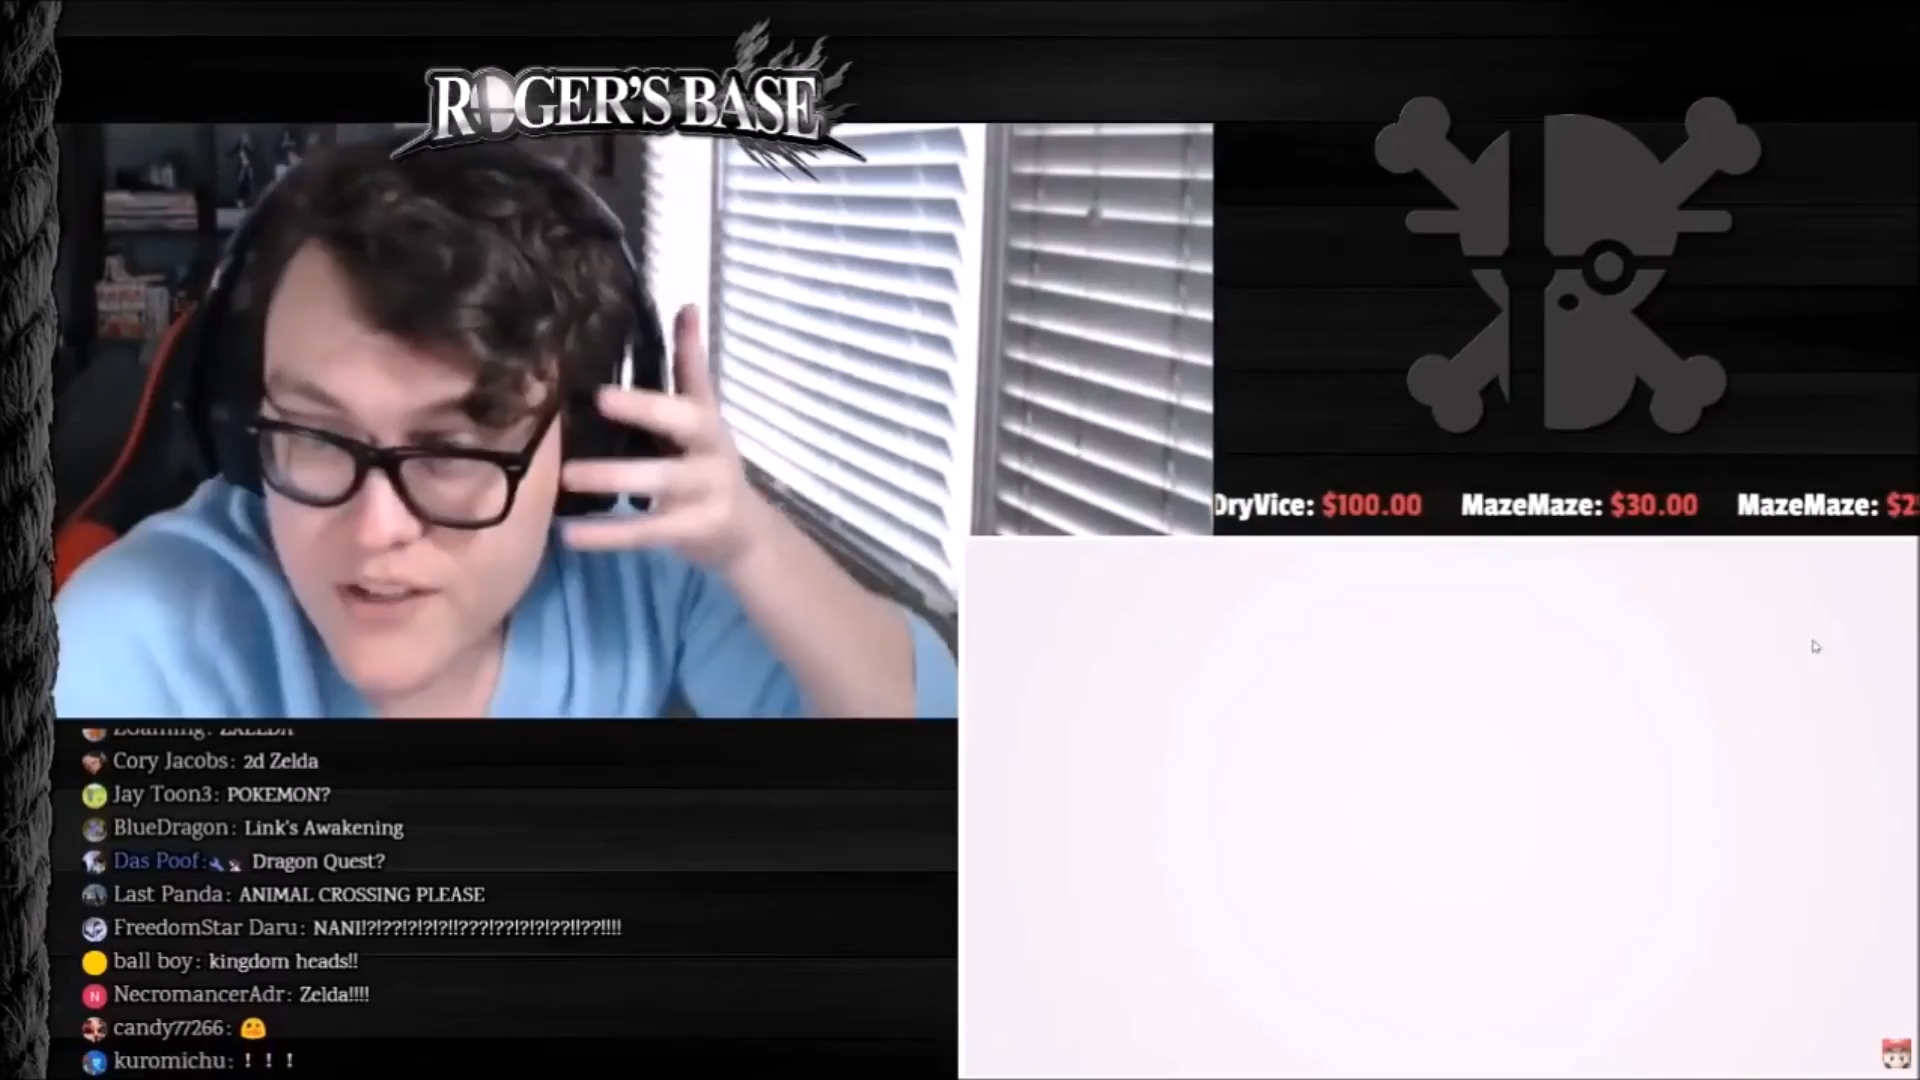 ROGER'S BASE
DryVice: $100.00 MazeMaze: $30.00 MazeMaze:
Cory Jacobs: 2d Zelda
Jay Toon3: POKEMON?
BlueDragon: Link's Awakening
Das Poof: Dragon Quest?
Last Panda: ANIMAL CROSSING PLEASE
FreedomStar Daru: NANI!?!??!?!?!?!!???!??!?!?!??!!??!!!!
ball boy: kingdom heads!!
N NecromancerAdr: Zelda!!!!
candy77266:
kuromichu: ! ! !